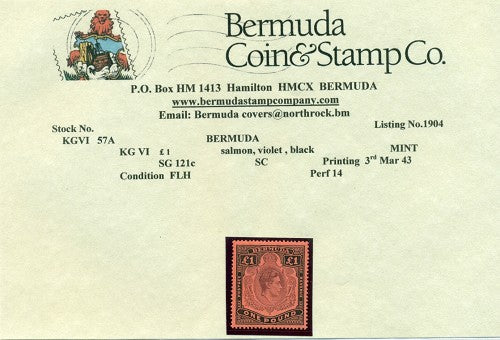 Bermuda
Coin & Stamp Co.
P.O. Box HM 1413 Hamilton HMCX BERMUDA
www.bermudastampcompany.com
Email: Bermuda covers@northrock.bm
Stock No. Listing No.1904
KGVI 57A BERMUDA
KG VI £1 salmon, violet , black MINT
SG 121c SC Printing 3rd Mar 43
Condition FLH Perf 14
BERMUDA
£1 £1
POSTAGE REVENUE
ONE POUND